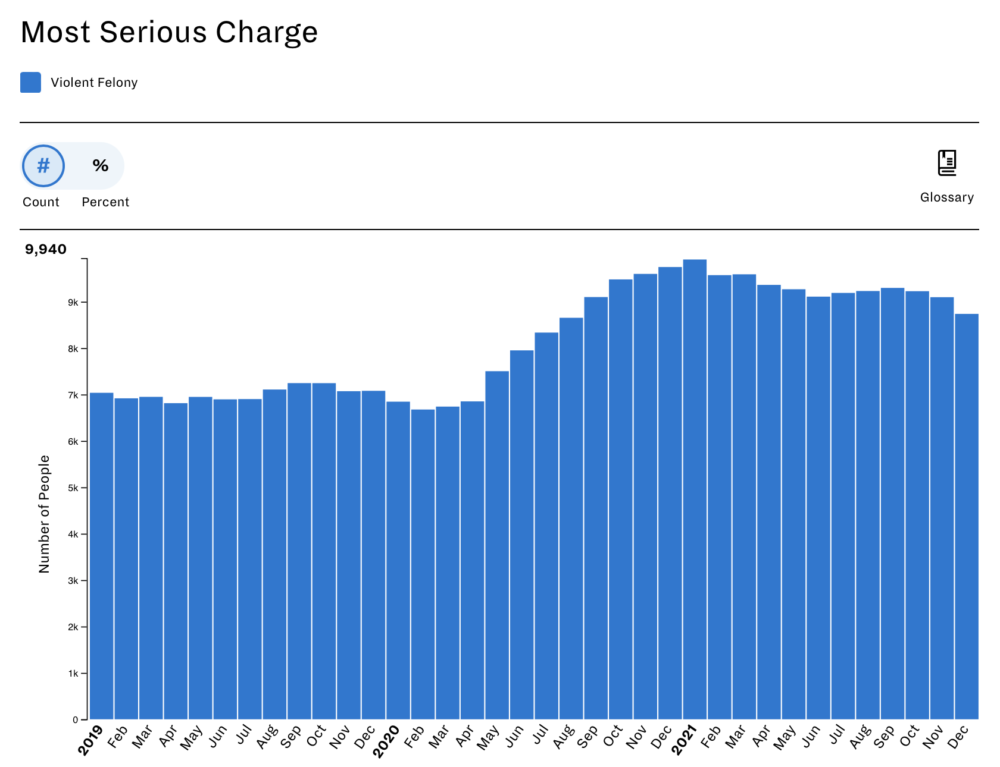 Most Serious Charge
Violent Felony
#
%
Count
Percent
Glossary
9,940
9k
8k
7k
6k
5k
4k
3k
2k
1k
0
Number of People
2019
Feb
Mar
Apr
May
Jun
Jul
Aug
Sep
Oct
Nov
Dec
2020
Feb
Mar
Apr
May
Jun
Jul
Aug
Sep
Oct
Nov
Dec
2021
Feb
Mar
Apr
May
Jun
Jul
Aug
Sep
Oct
Nov
Dec